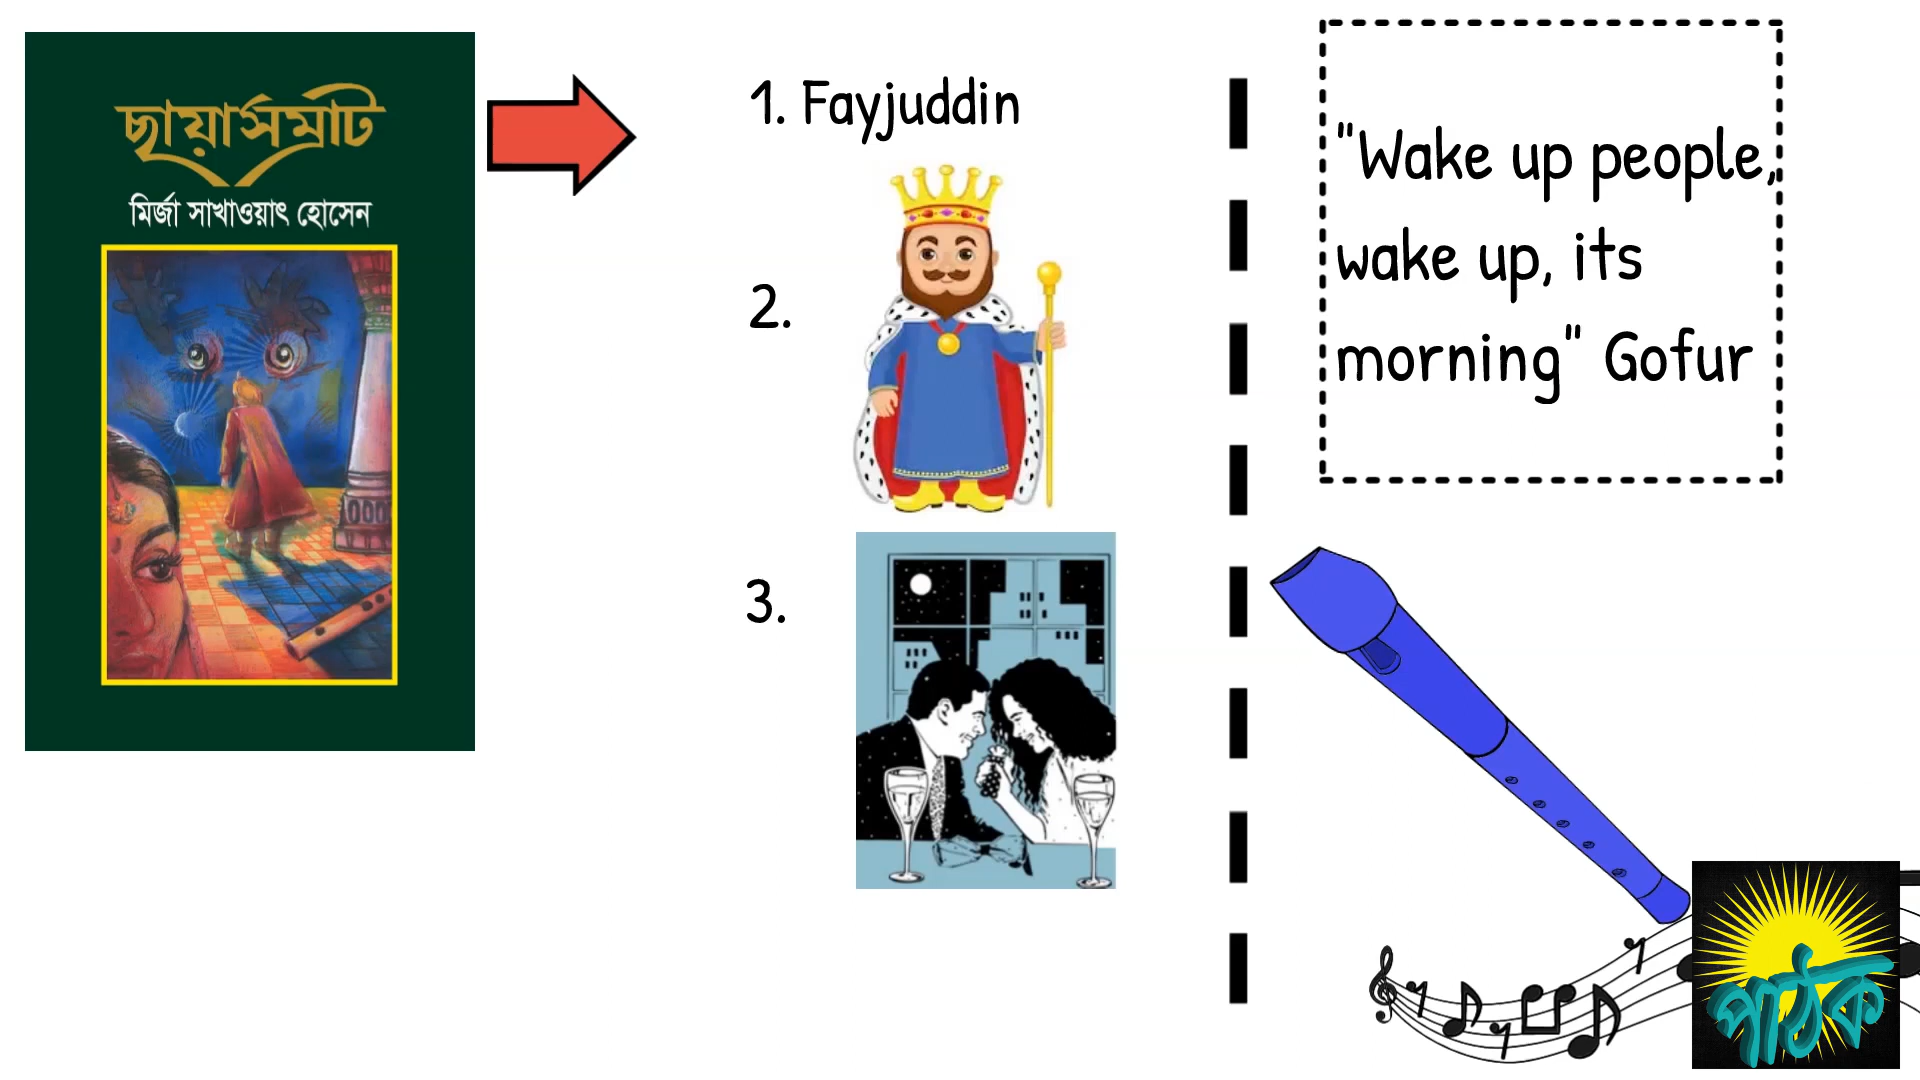 ছায়াসম্রাট
মির্জা সাখাওয়াৎ হোসেন
1. Fayjuddin
2.
3.
"Wake up people,
wake up, its
morning" Gofur
পাঠক